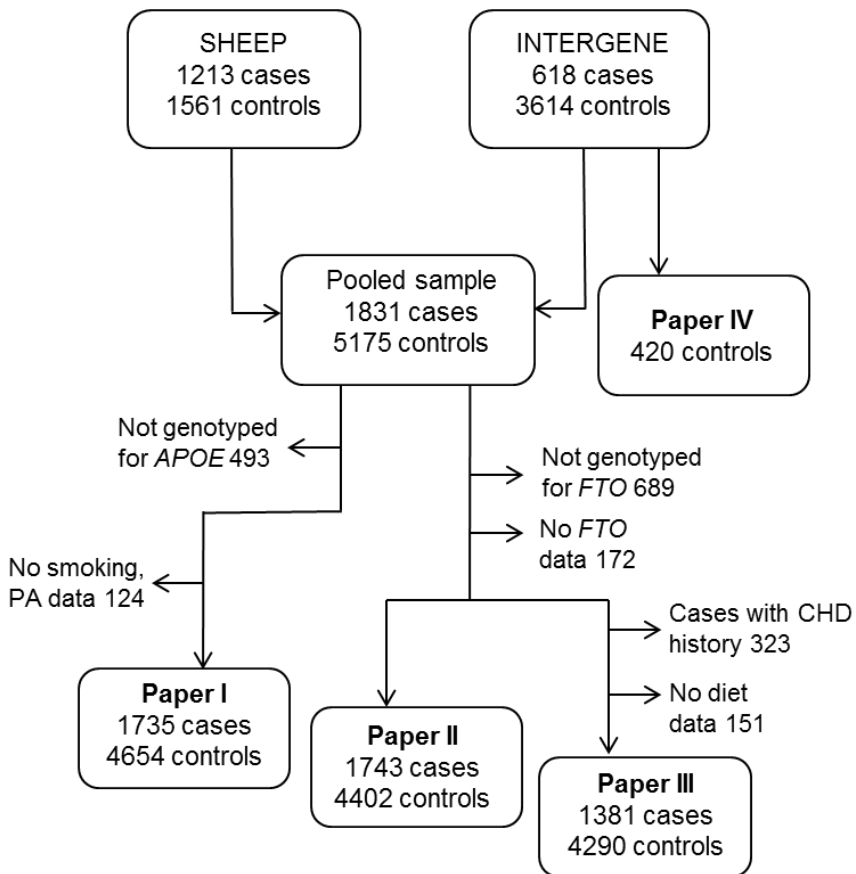 SHEEP
1213 cases
1561 controls
INTERGENE
618 cases
3614 controls
Pooled sample
1831 cases
5175 controls
Paper IV
420 controls
Not genotyped
for APOE 493
Not genotyped
for FTO 689
No FTO
data 172
No smoking,
PA data 124
Cases with CHD
history 323
No diet
data 151
Paper I
1735 cases
4654 controls
Paper II
1743 cases
4402 controls
Paper III
1381 cases
4290 controls